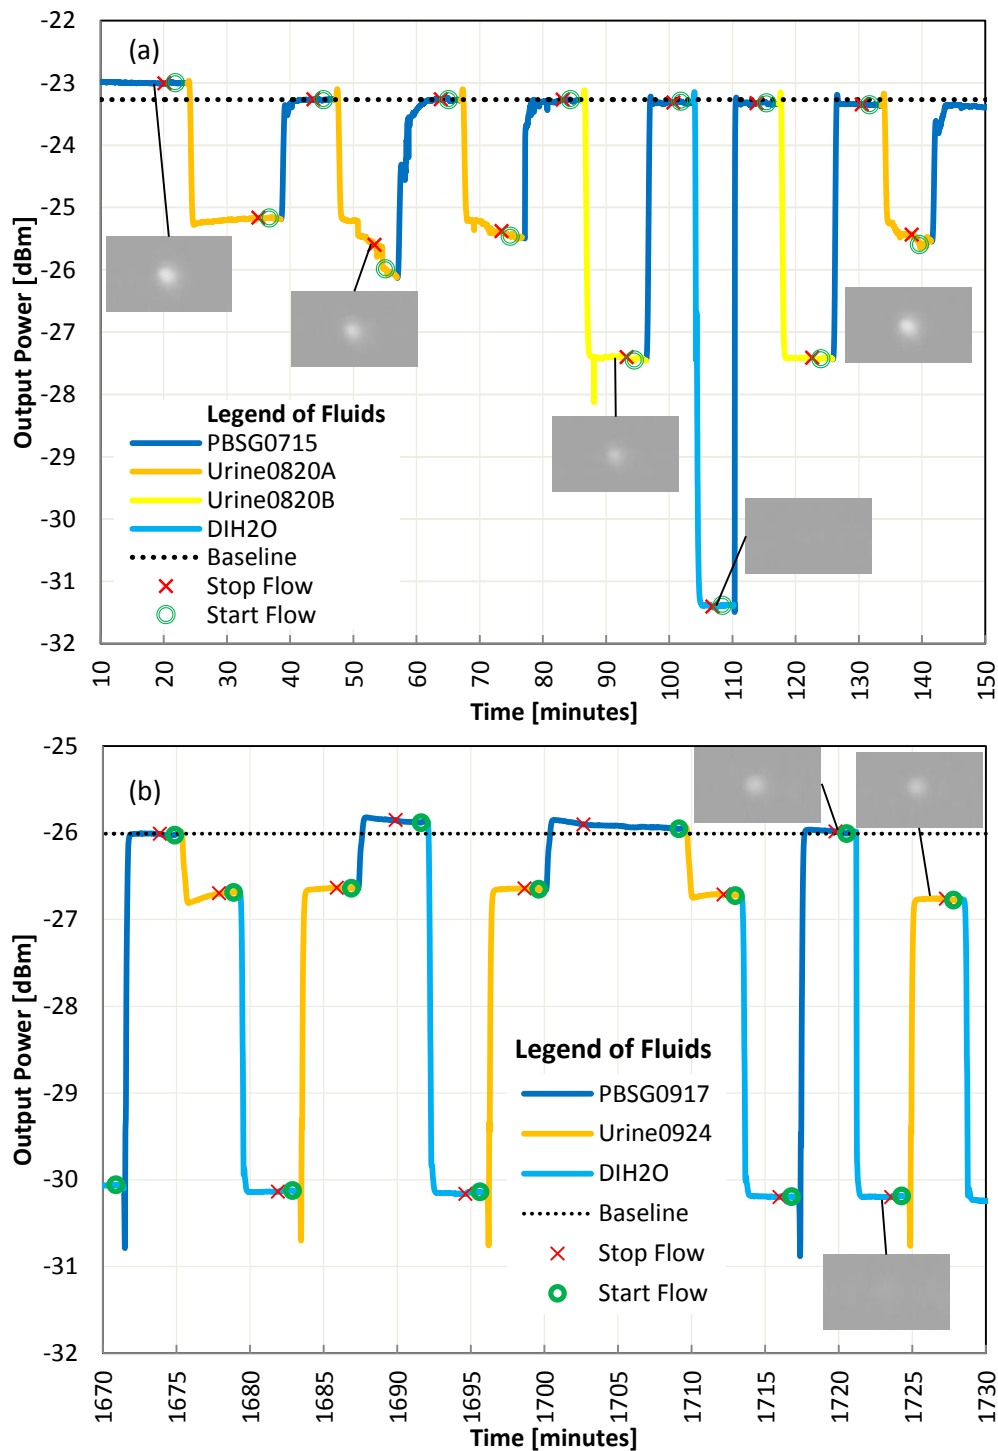 -22
(a)
-23
-24
-25
-26
-27
-28
-29
-30
-31
-32
Output Power [dBm]
Legend of Fluids
PBSG0715
Urine0820A
Urine0820B
DIH2O
Baseline
Stop Flow
Start Flow
10 20 30 40 50 60 70 80 90 100 110 120 130 140 150
Time [minutes]
-25
(b)
-26
-27
-28
-29
-30
-31
-32
Output Power [dBm]
Legend of Fluids
PBSG0917
Urine0924
DIH2O
Baseline
Stop Flow
Start Flow
1670 1675 1680 1685 1690 1695 1700 1705 1710 1715 1720 1725 1730
Time [minutes]